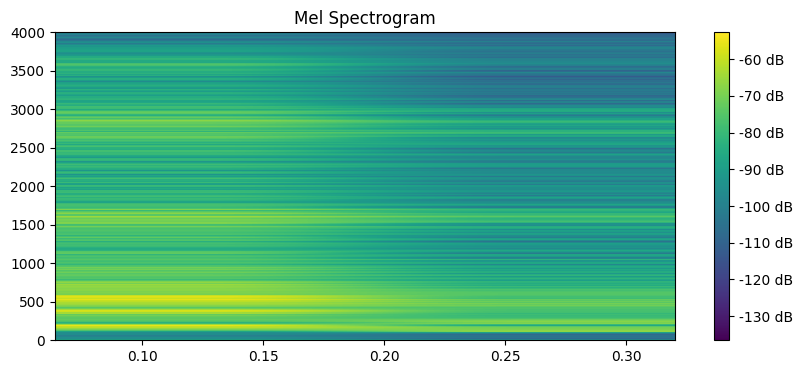 Mel Spectrogram
4000
3500
3000
2500
2000
1500
1000
500
0
0.10 0.15 0.20 0.25 0.30
-60 dB
-70 dB
-80 dB
-90 dB
-100 dB
-110 dB
-120 dB
-130 dB